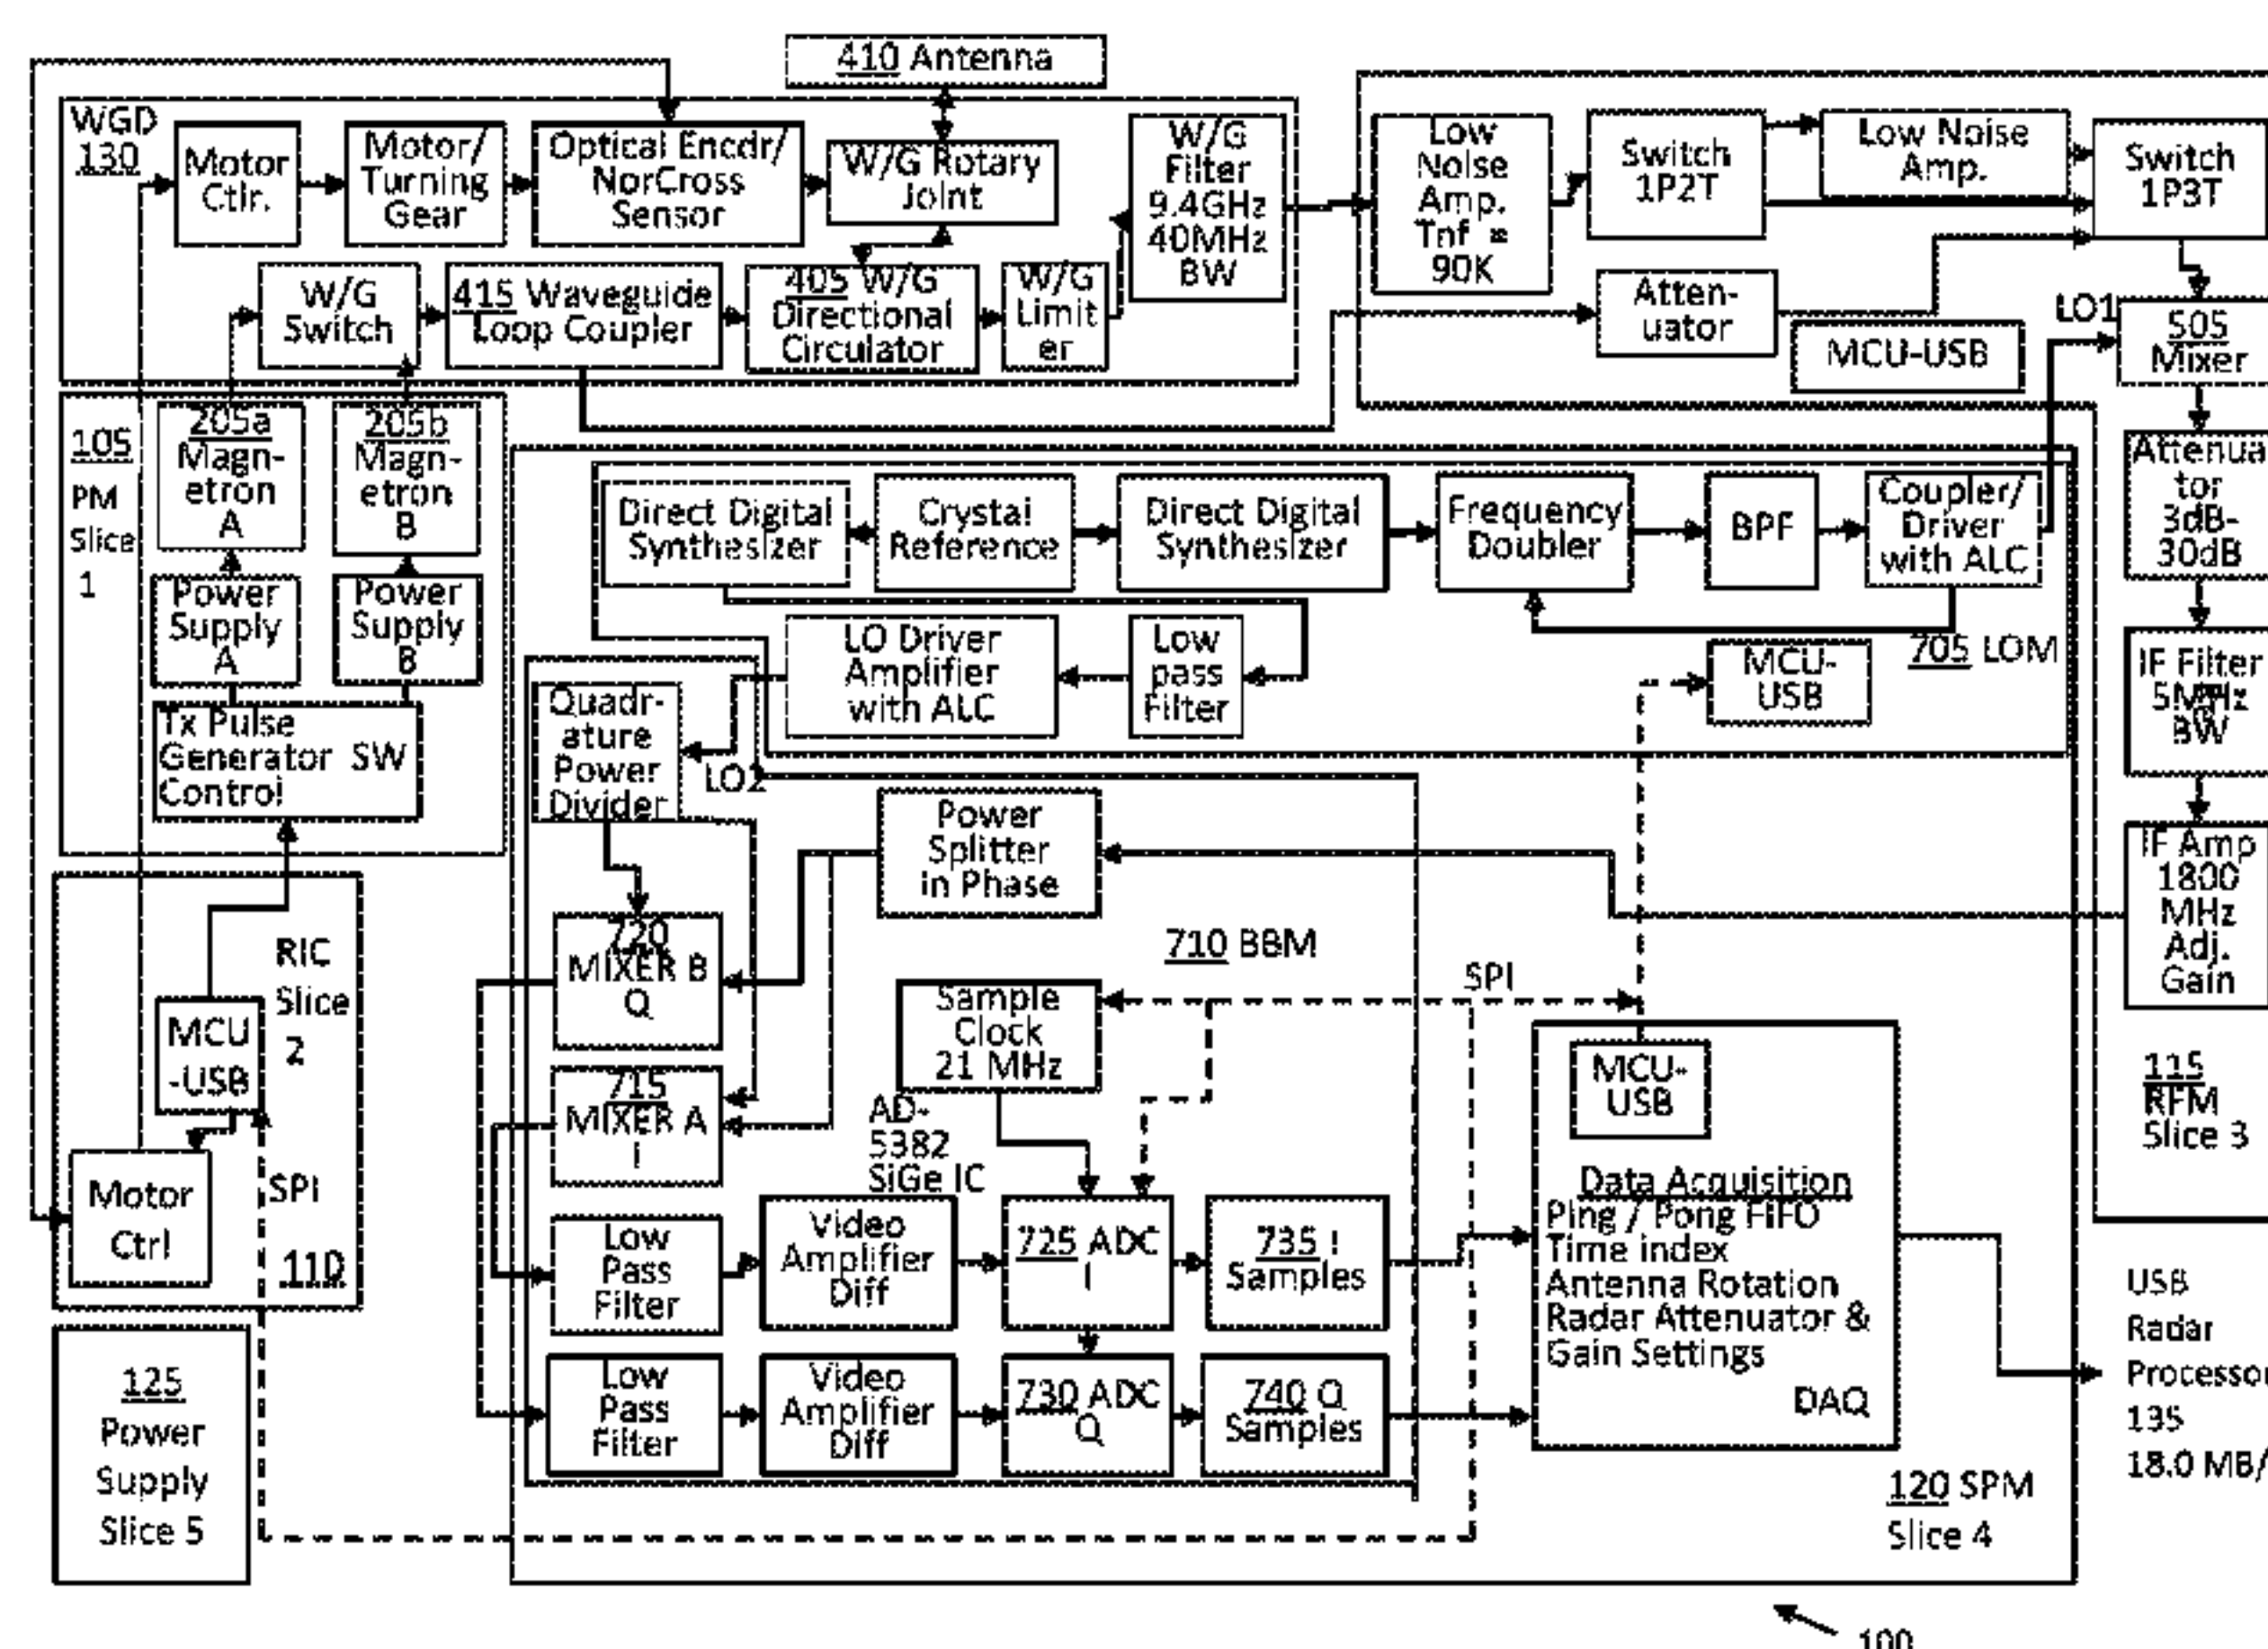 410 Antenna
WGD
130
Motor
Ctlr.
Motor/
Turning
Gear
Optical Encdr/
NorCross
Sensor
W/G Rotary
Joint
W/G
Filter
9.4GHz
40MHz
BW
Low
Noise
Amp.
Tnf =
90K
Switch
1P2T
Low Noise
Amp.
Switch
1P3T
W/G
Switch
415 Waveguide
Loop Coupler
405 W/G
Directional
Circulator
W/G
Limit
er
Atten-
uator
MCU-USB
LO1
505
Mixer
105
PM
Slice
1
205a
Magn-
etron
A
205b
Magn-
etron
B
Power
Supply
A
Power
Supply
B
Tx Pulse
Generator SW
Control
Direct Digital
Synthesizer
Crystal
Reference
Direct Digital
Synthesizer
Frequency
Doubler
BPF
Coupler/
Driver
with ALC
Attenua
tor
3dB-
30dB
LO Driver
Amplifier
with ALC
Low
pass
Filter
MCU-
USB
705 LOM
IF Filter
5MHz
BW
Quadr-
ature
Power
Divider
LO2
Power
Splitter
in Phase
IF Amp
1800
MHz
Adj.
Gain
RIC
Slice
2
MCU
-USB
Motor
Ctrl
SPI
110
720
MIXER B
Q
710 BBM
SPI
Sample
Clock
21 MHz
715
MIXER A
I
AD-
5382
SiGe IC
MCU-
USB
115
RFM
Slice 3
Low
Pass
Filter
Video
Amplifier
Diff
725 ADC
I
735 I
Samples
Data Acquisition
Ping / Pong FIFO
Time index
Antenna Rotation
Radar Attenuator &
Gain Settings
DAQ
Low
Pass
Filter
Video
Amplifier
Diff
730 ADC
Q
740 Q
Samples
USB
Radar
Processor
135
18.0 MB/
125
Power
Supply
Slice 5
120 SPM
Slice 4
100